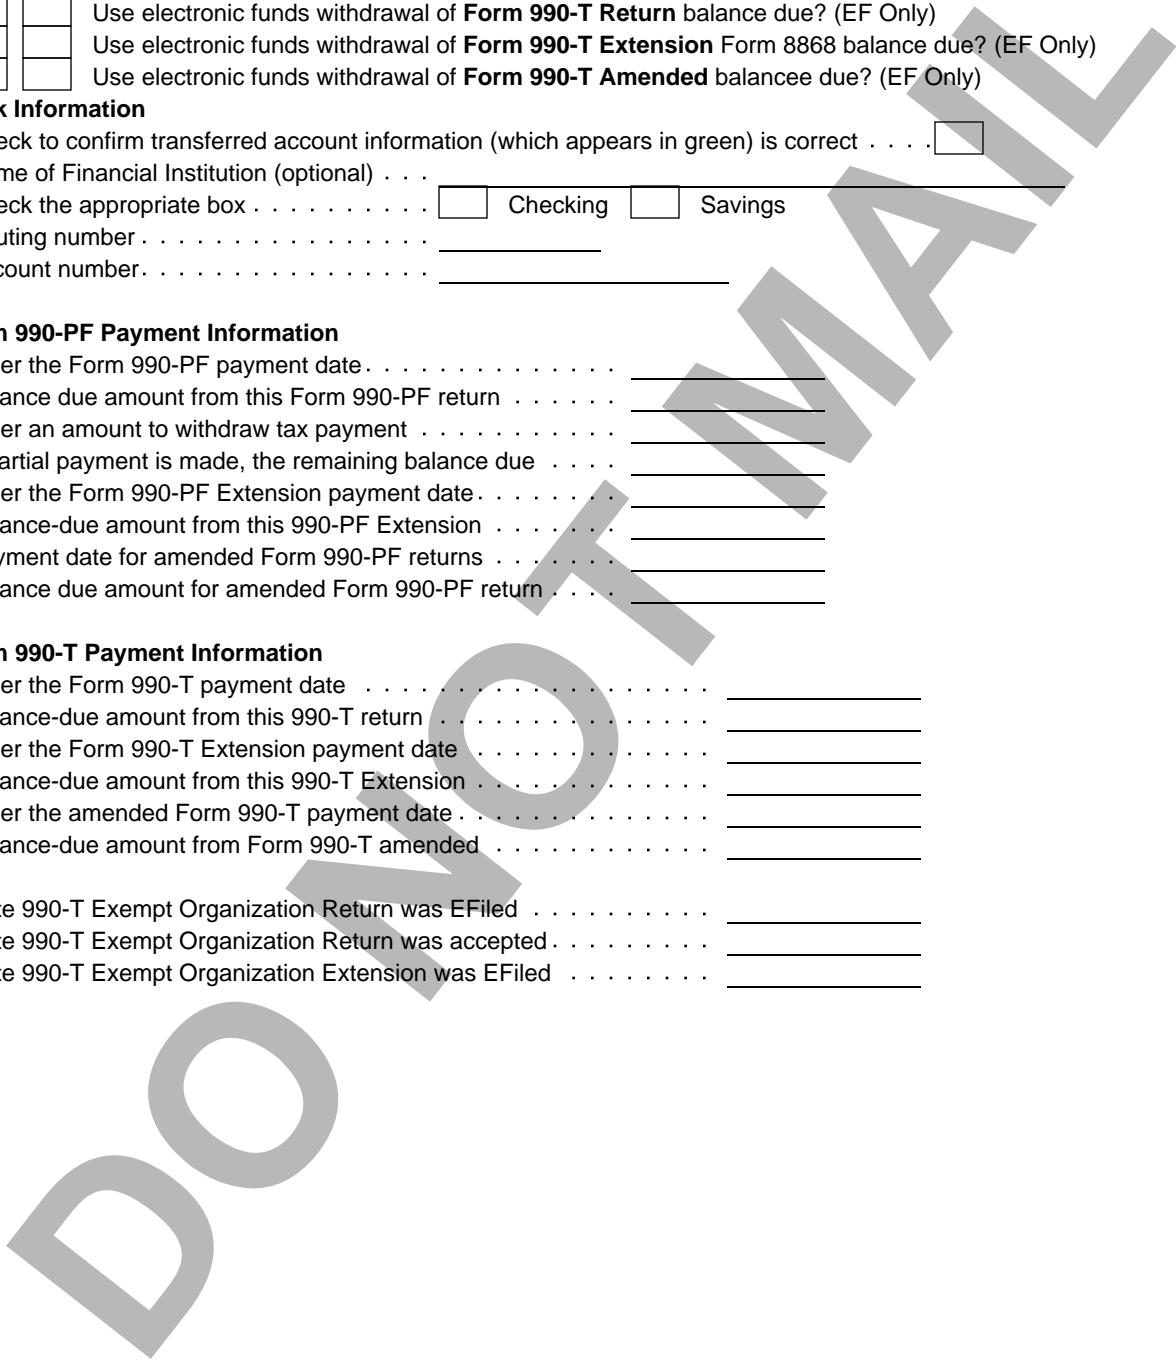 Use electronic funds withdrawal of Form 990-T Return balance due? (EF Only)
Use electronic funds withdrawal of Form 990-T Extension Form 8868 balance due? (EF Only)
Use electronic funds withdrawal of Form 990-T Amended balancee due? (EF Only)
k Information
eck to confirm transferred account information (which appears in green) is correct . . . .
me of Financial Institution (optional) . . .
eck the appropriate box . . . . . . . . . . Checking Savings
uting number . . . . . . . . . . . . . . . .
count number. . . . . . . . . . . . . . . .
m 990-PF Payment Information
er the Form 990-PF payment date. . . . . . . . . . . . . .
ance due amount from this Form 990-PF return . . . . . .
er an amount to withdraw tax payment . . . . . . . . . . .
artial payment is made, the remaining balance due . . . .
er the Form 990-PF Extension payment date. . . . . . . .
ance-due amount from this 990-PF Extension . . . . . . .
yment date for amended Form 990-PF returns . . . . . . .
ance due amount for amended Form 990-PF return . . . .
m 990-T Payment Information
er the Form 990-T payment date . . . . . . . . . . . . . . . . . . .
ance-due amount from this 990-T return . . . . . . . . . . . . . . .
er the Form 990-T Extension payment date . . . . . . . . . . . . .
ance-due amount from this 990-T Extension . . . . . . . . . . . . .
er the amended Form 990-T payment date . . . . . . . . . . . . . .
ance-due amount from Form 990-T amended . . . . . . . . . . . .
te 990-T Exempt Organization Return was EFiled . . . . . . . . . .
te 990-T Exempt Organization Return was accepted . . . . . . . . .
te 990-T Exempt Organization Extension was EFiled . . . . . . . .
DO NOT MAIL